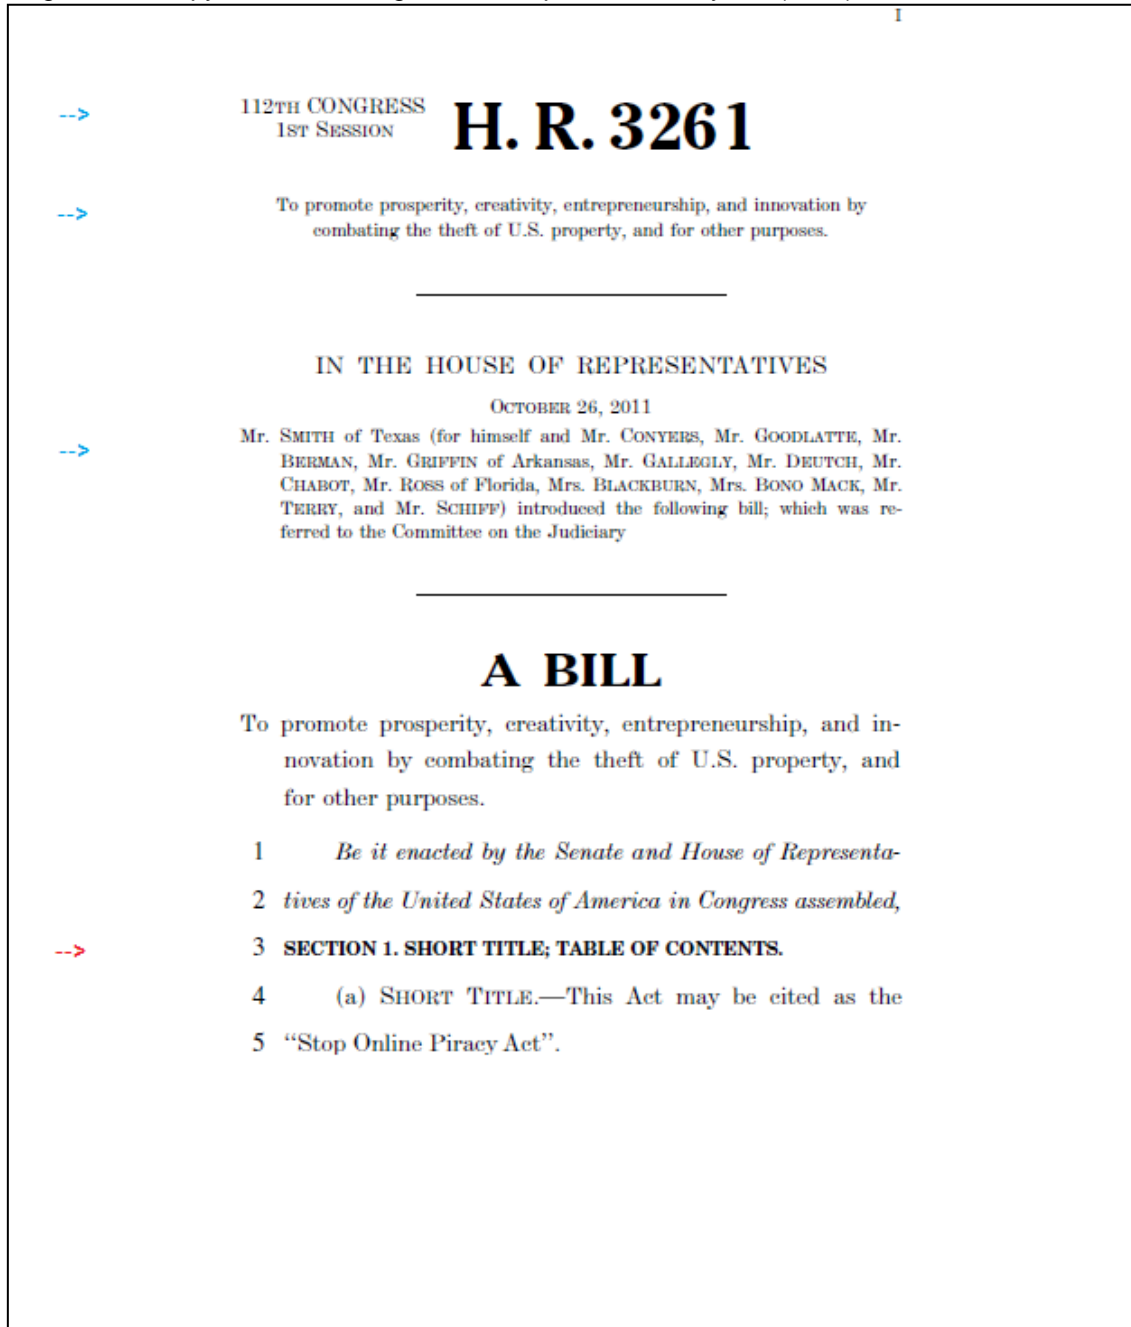 I
--> 112TH CONGRESS
1ST SESSION
H. R. 3261
--> To promote prosperity, creativity, entrepreneurship, and innovation by
combating the theft of U.S. property, and for other purposes.
IN THE HOUSE OF REPRESENTATIVES
OCTOBER 26, 2011
--> Mr. SMITH of Texas (for himself and Mr. CONYERS, Mr. GOODLATTE, Mr.
BERMAN, Mr. GRIFFIN of Arkansas, Mr. GALLEGLY, Mr. DEUTCH, Mr.
CHABOT, Mr. ROSS of Florida, Mrs. BLACKBURN, Mrs. BONO MACK, Mr.
TERRY, and Mr. SCHIFF) introduced the following bill; which was re-
ferred to the Committee on the Judiciary
A BILL
To promote prosperity, creativity, entrepreneurship, and in-
novation by combating the theft of U.S. property, and
for other purposes.
1 Be it enacted by the Senate and House of Representa-
2 tives of the United States of America in Congress assembled,
--> 3 SECTION 1. SHORT TITLE; TABLE OF CONTENTS.
4 (a) SHORT TITLE.—This Act may be cited as the
5 ‘‘Stop Online Piracy Act’’.